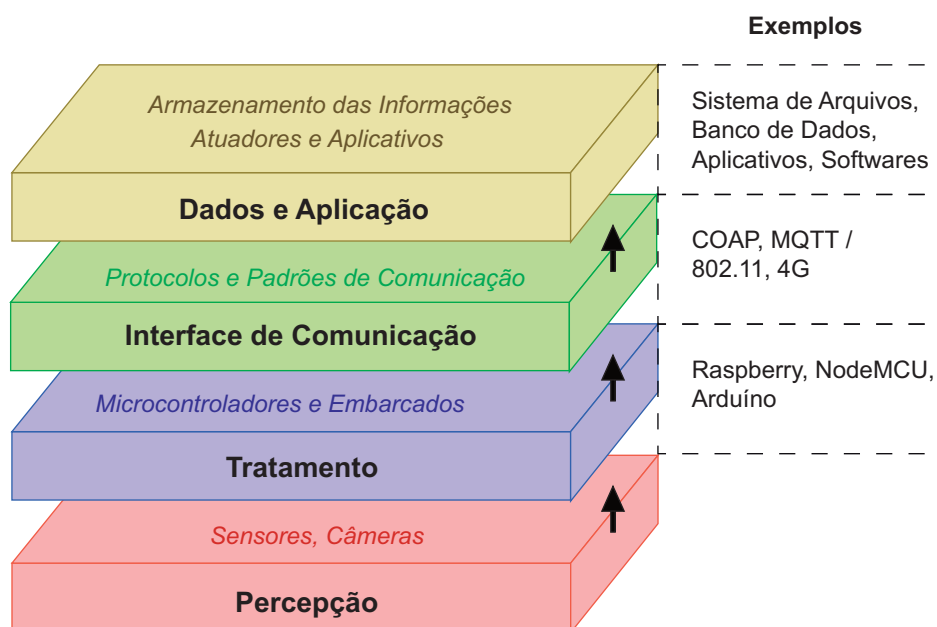 Exemplos
Armazenamento das Informações
Atuadores e Aplicativos
Dados e Aplicação
Sistema de Arquivos,
Banco de Dados,
Aplicativos, Softwares
Protocolos e Padrões de Comunicação
Interface de Comunicação
COAP, MQTT /
802.11, 4G
Microcontroladores e Embarcados
Tratamento
Raspberry, NodeMCU,
Arduíno
Sensores, Câmeras
Percepção